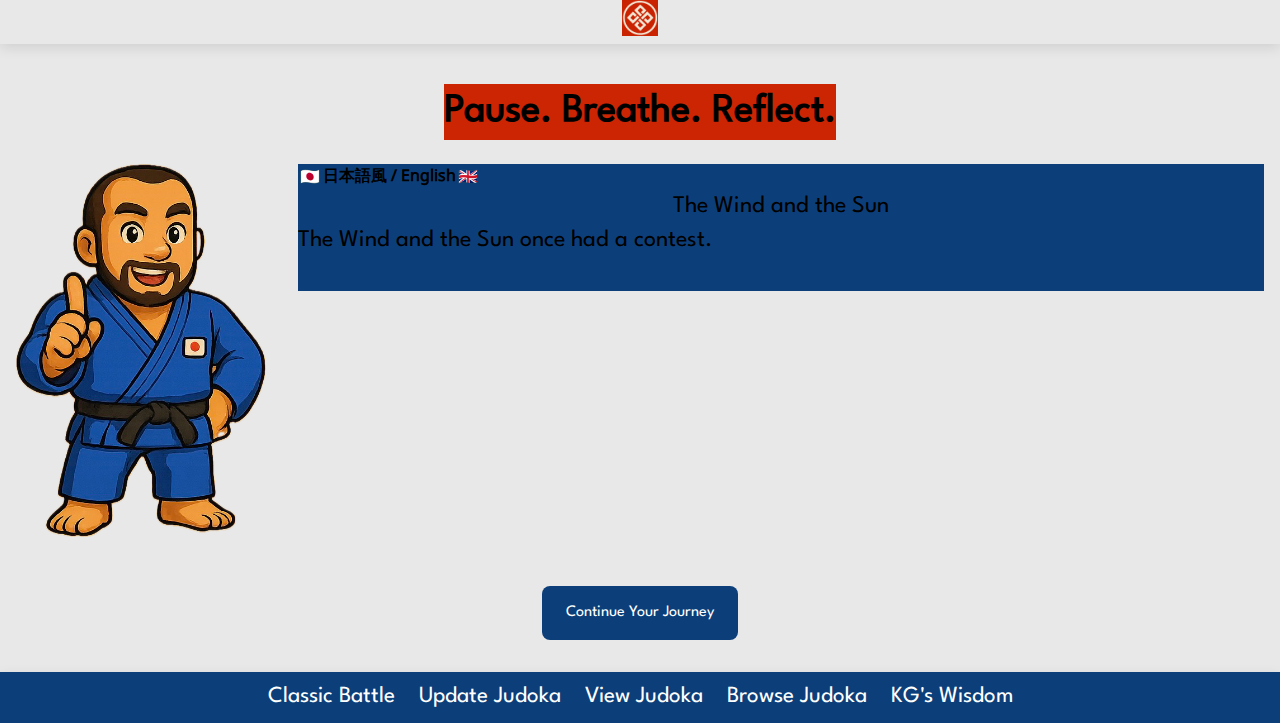 Pause. Breathe. Reflect.
🇯🇵 日本語風 / English 🇬🇧
The Wind and the Sun
The Wind and the Sun once had a contest.
Continue Your Journey
Classic Battle Update Judoka View Judoka Browse Judoka KG's Wisdom